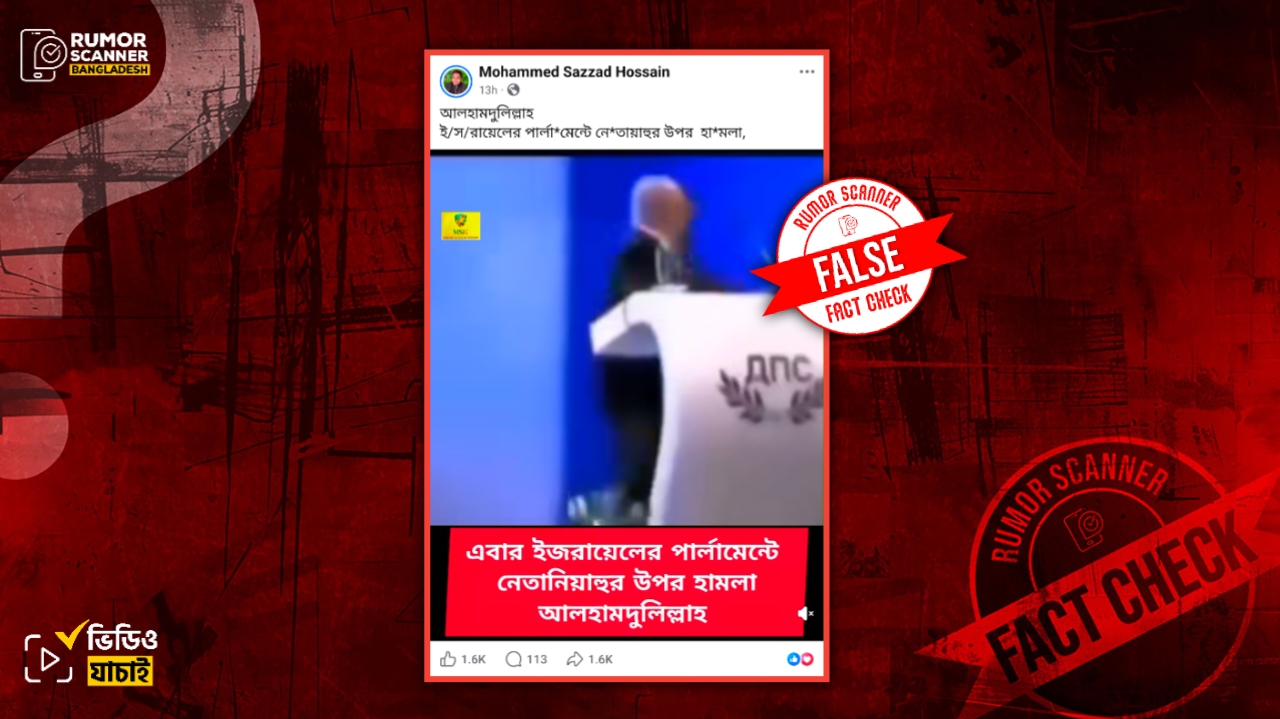 RUMOR
SCANNER
BANGLADESH
Mohammed Sazzad Hossain
13h
আলহামদুলিল্লাহ
ই/স/রায়েলের পার্লা*মেন্টে নে*তায়াহুর উপর হা*মলা,
RUMOR SCANNER
FALSE
FACT CHECK
ДПС
এবার ইজরায়েলের পার্লামেন্টে
নেতানিয়াহুর উপর হামলা
আলহামদুলিল্লাহ
1.6K 113 1.6K
ভিডিও
যাচাই
RUMOR SCANNER
FACT CHECK